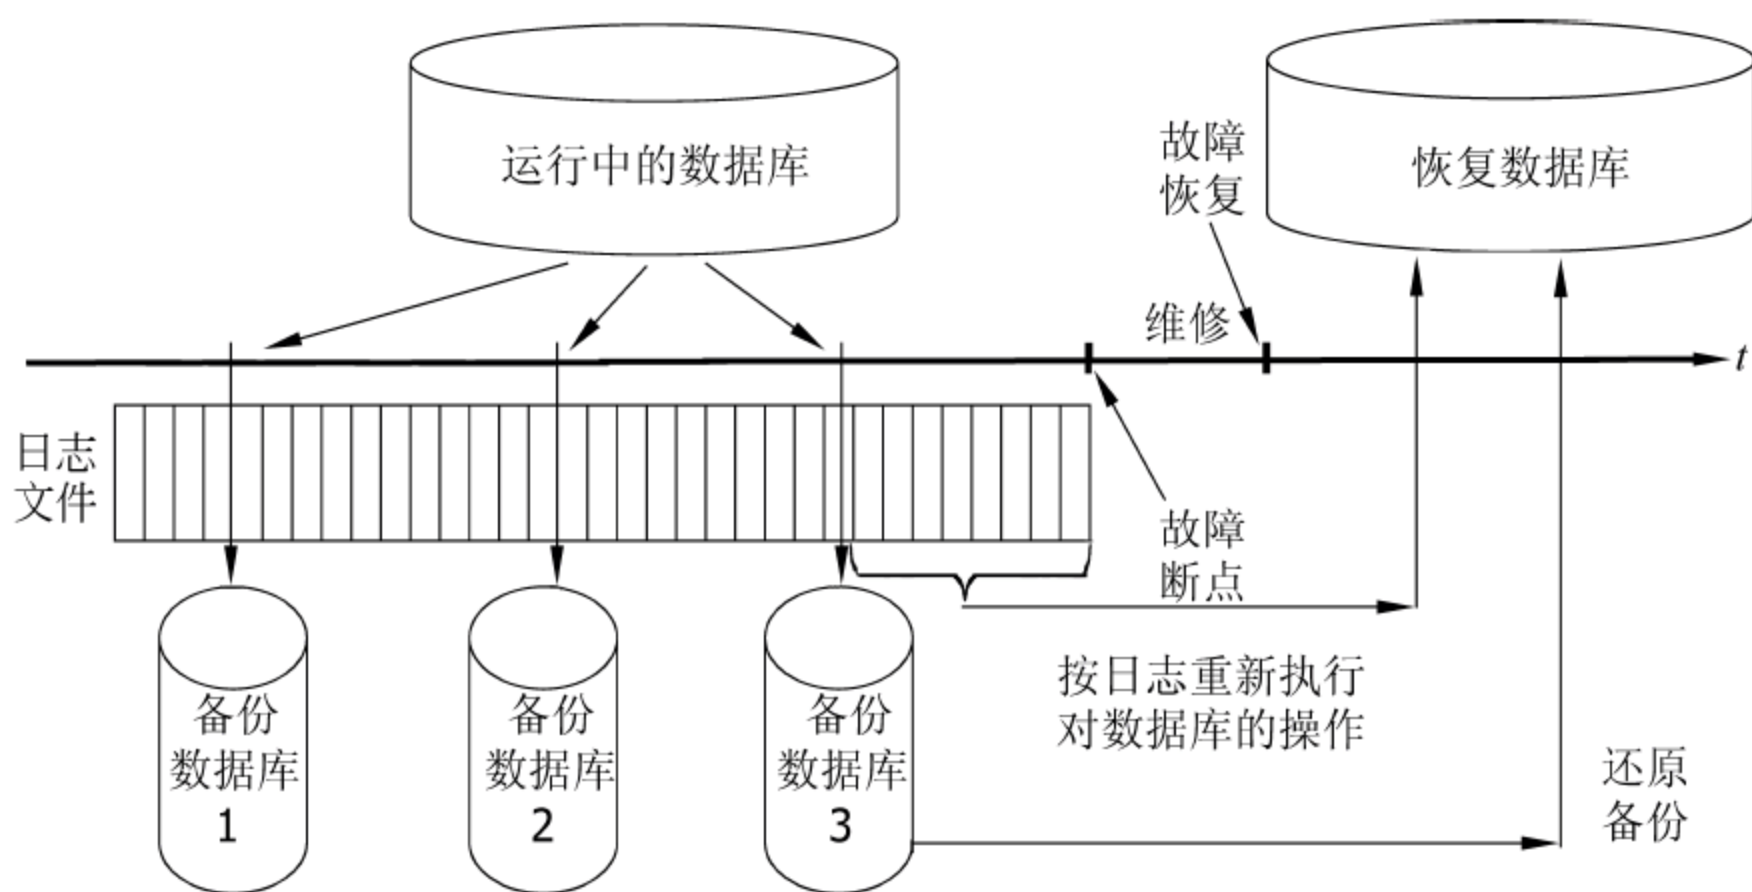 运行中的数据库
故障
恢复
恢复数据库
维修
t
日志
文件
故障
断点
备份
数据库
1
备份
数据库
2
备份
数据库
3
按日志重新执行
对数据库的操作
还原
备份